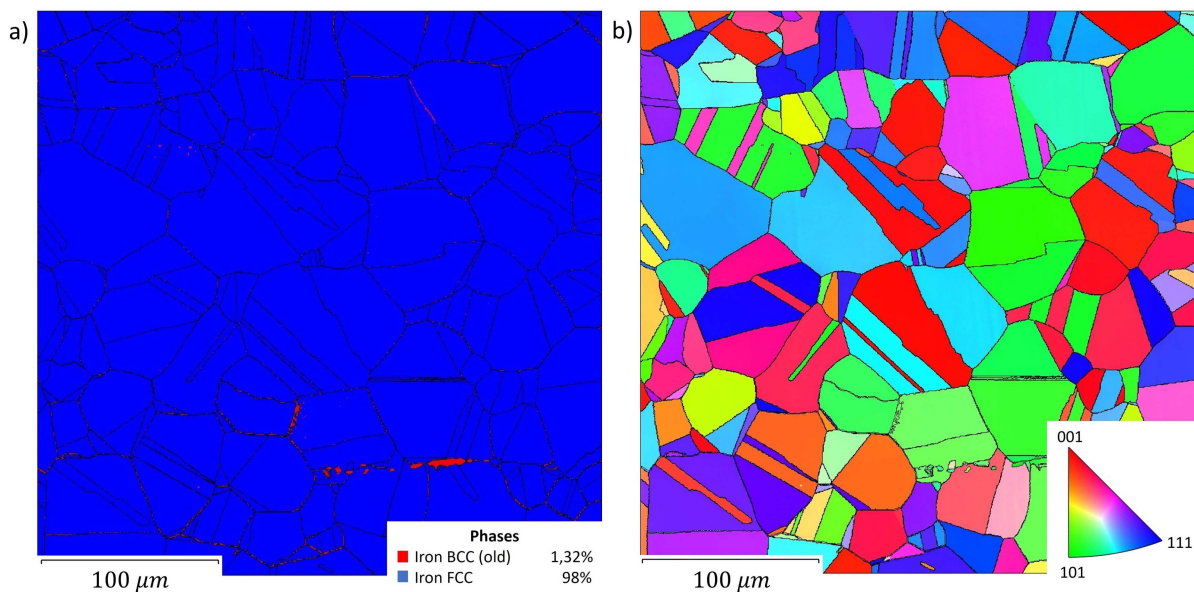 a)
b)
Phases
Iron BCC (old) 1,32%
Iron FCC 98%
100 μm
100 μm
001
111
101